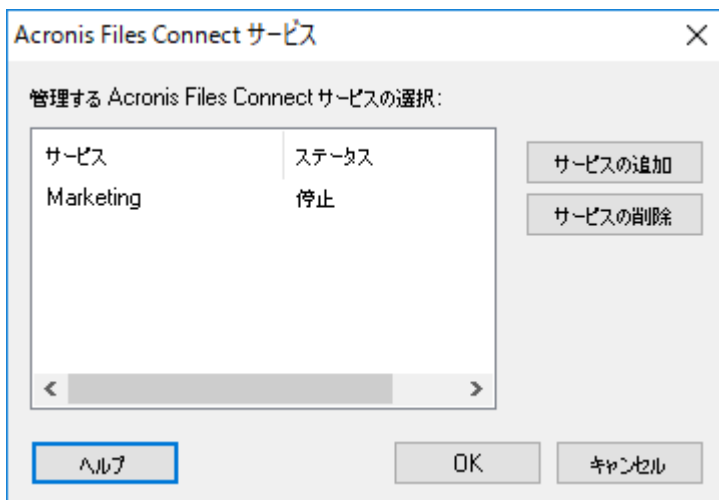 Acronis Files Connect サービス
管理する Acronis Files Connect サービスの選択:
サービス ステータス
Marketing 停止
サービスの追加
サービスの削除
ヘルプ OK キャンセル